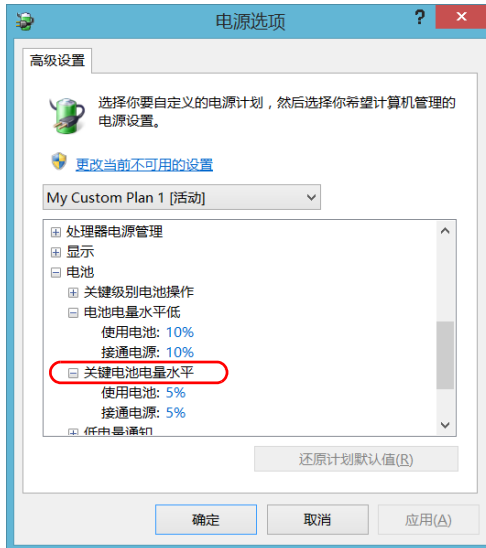 电源选项
?
×
高级设置
选择你要自定义的电源计划，然后选择你希望计算机管理的
电源设置。
更改当前不可用的设置
My Custom Plan 1 [活动]
处理器电源管理
显示
电池
关键级别电池操作
电池电量水平低
使用电池: 10%
接通电源: 10%
关键电池电量水平
使用电池: 5%
接通电源: 5%
低电量通知
还原计划默认值(R)
确定
取消
应用(A)